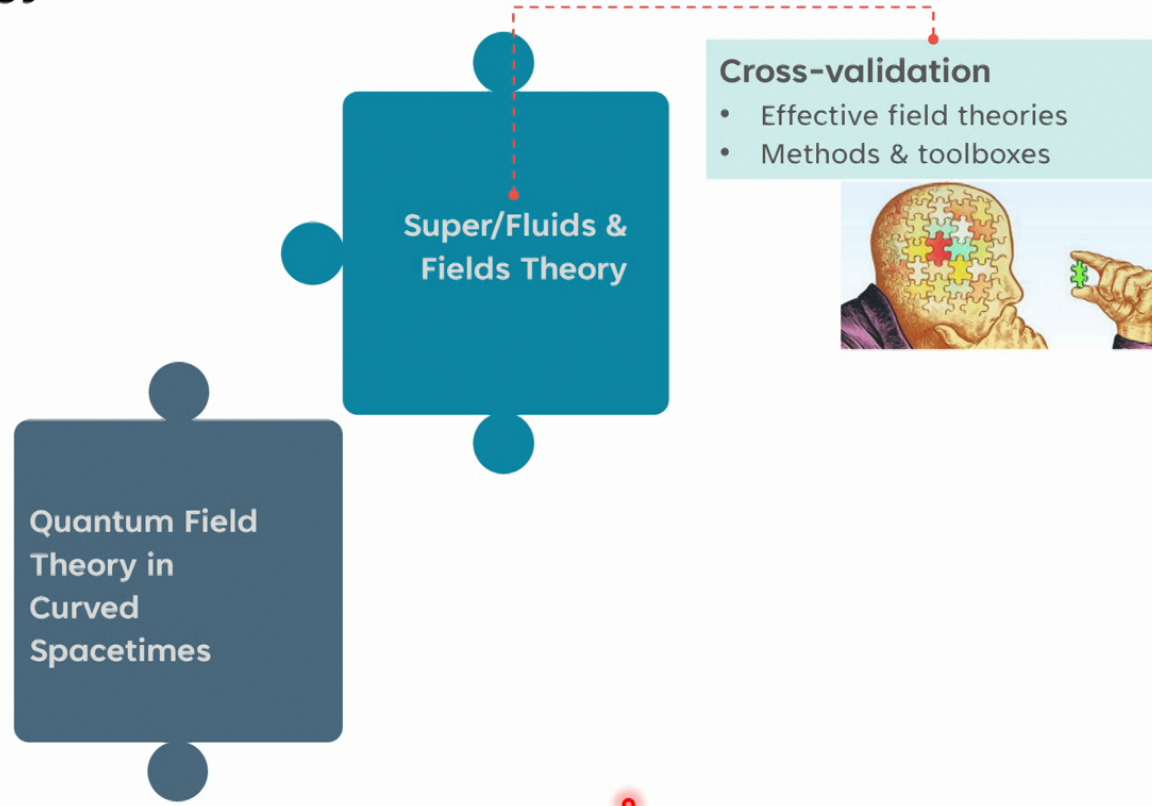 Cross-validation
• Effective field theories
• Methods & toolboxes
Super/Fluids &
Fields Theory
Quantum Field
Theory in
Curved
Spacetimes